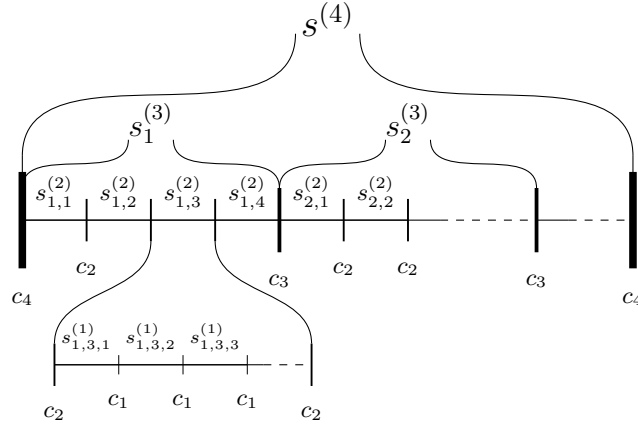 s^{(4)}
s_1^{(3)} s_2^{(3)}
s_{1,1}^{(2)} s_{1,2}^{(2)} s_{1,3}^{(2)} s_{1,4}^{(2)} s_{2,1}^{(2)} s_{2,2}^{(2)}
c_4 c_2 c_3 c_2 c_2 c_3 c_4
s_{1,3,1}^{(1)} s_{1,3,2}^{(1)} s_{1,3,3}^{(1)}
c_2 c_1 c_1 c_1 c_2